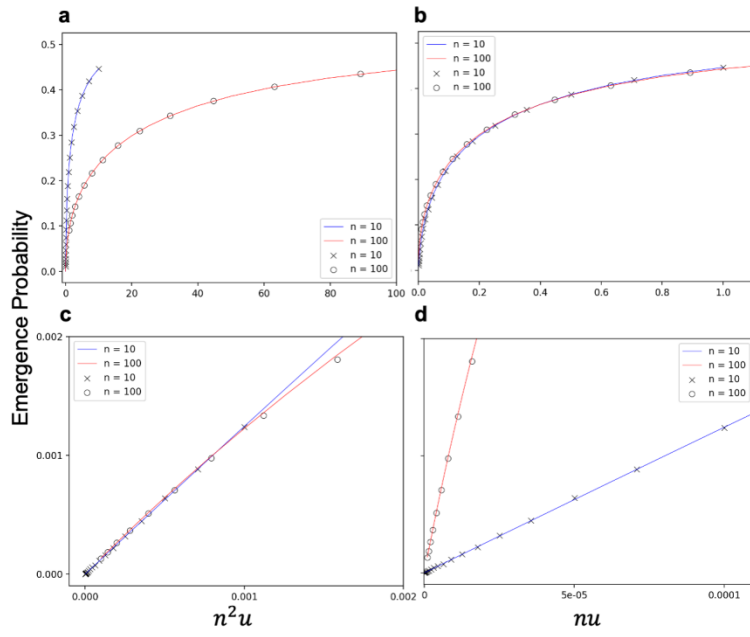 a
b
0.5
0.4
0.3
0.2
0.1
0.0
n = 10
n = 100
n = 10
n = 100
0
20
40
60
80
100
n = 10
n = 100
n = 10
n = 100
0.0
0.2
0.4
0.6
0.8
1.0
Emergence Probability
c
d
0.002
0.001
0.000
n = 10
n = 100
n = 10
n = 100
0.000
0.001
0.002
n²u
n = 10
n = 100
n = 10
n = 100
0
5e-05
0.0001
nu